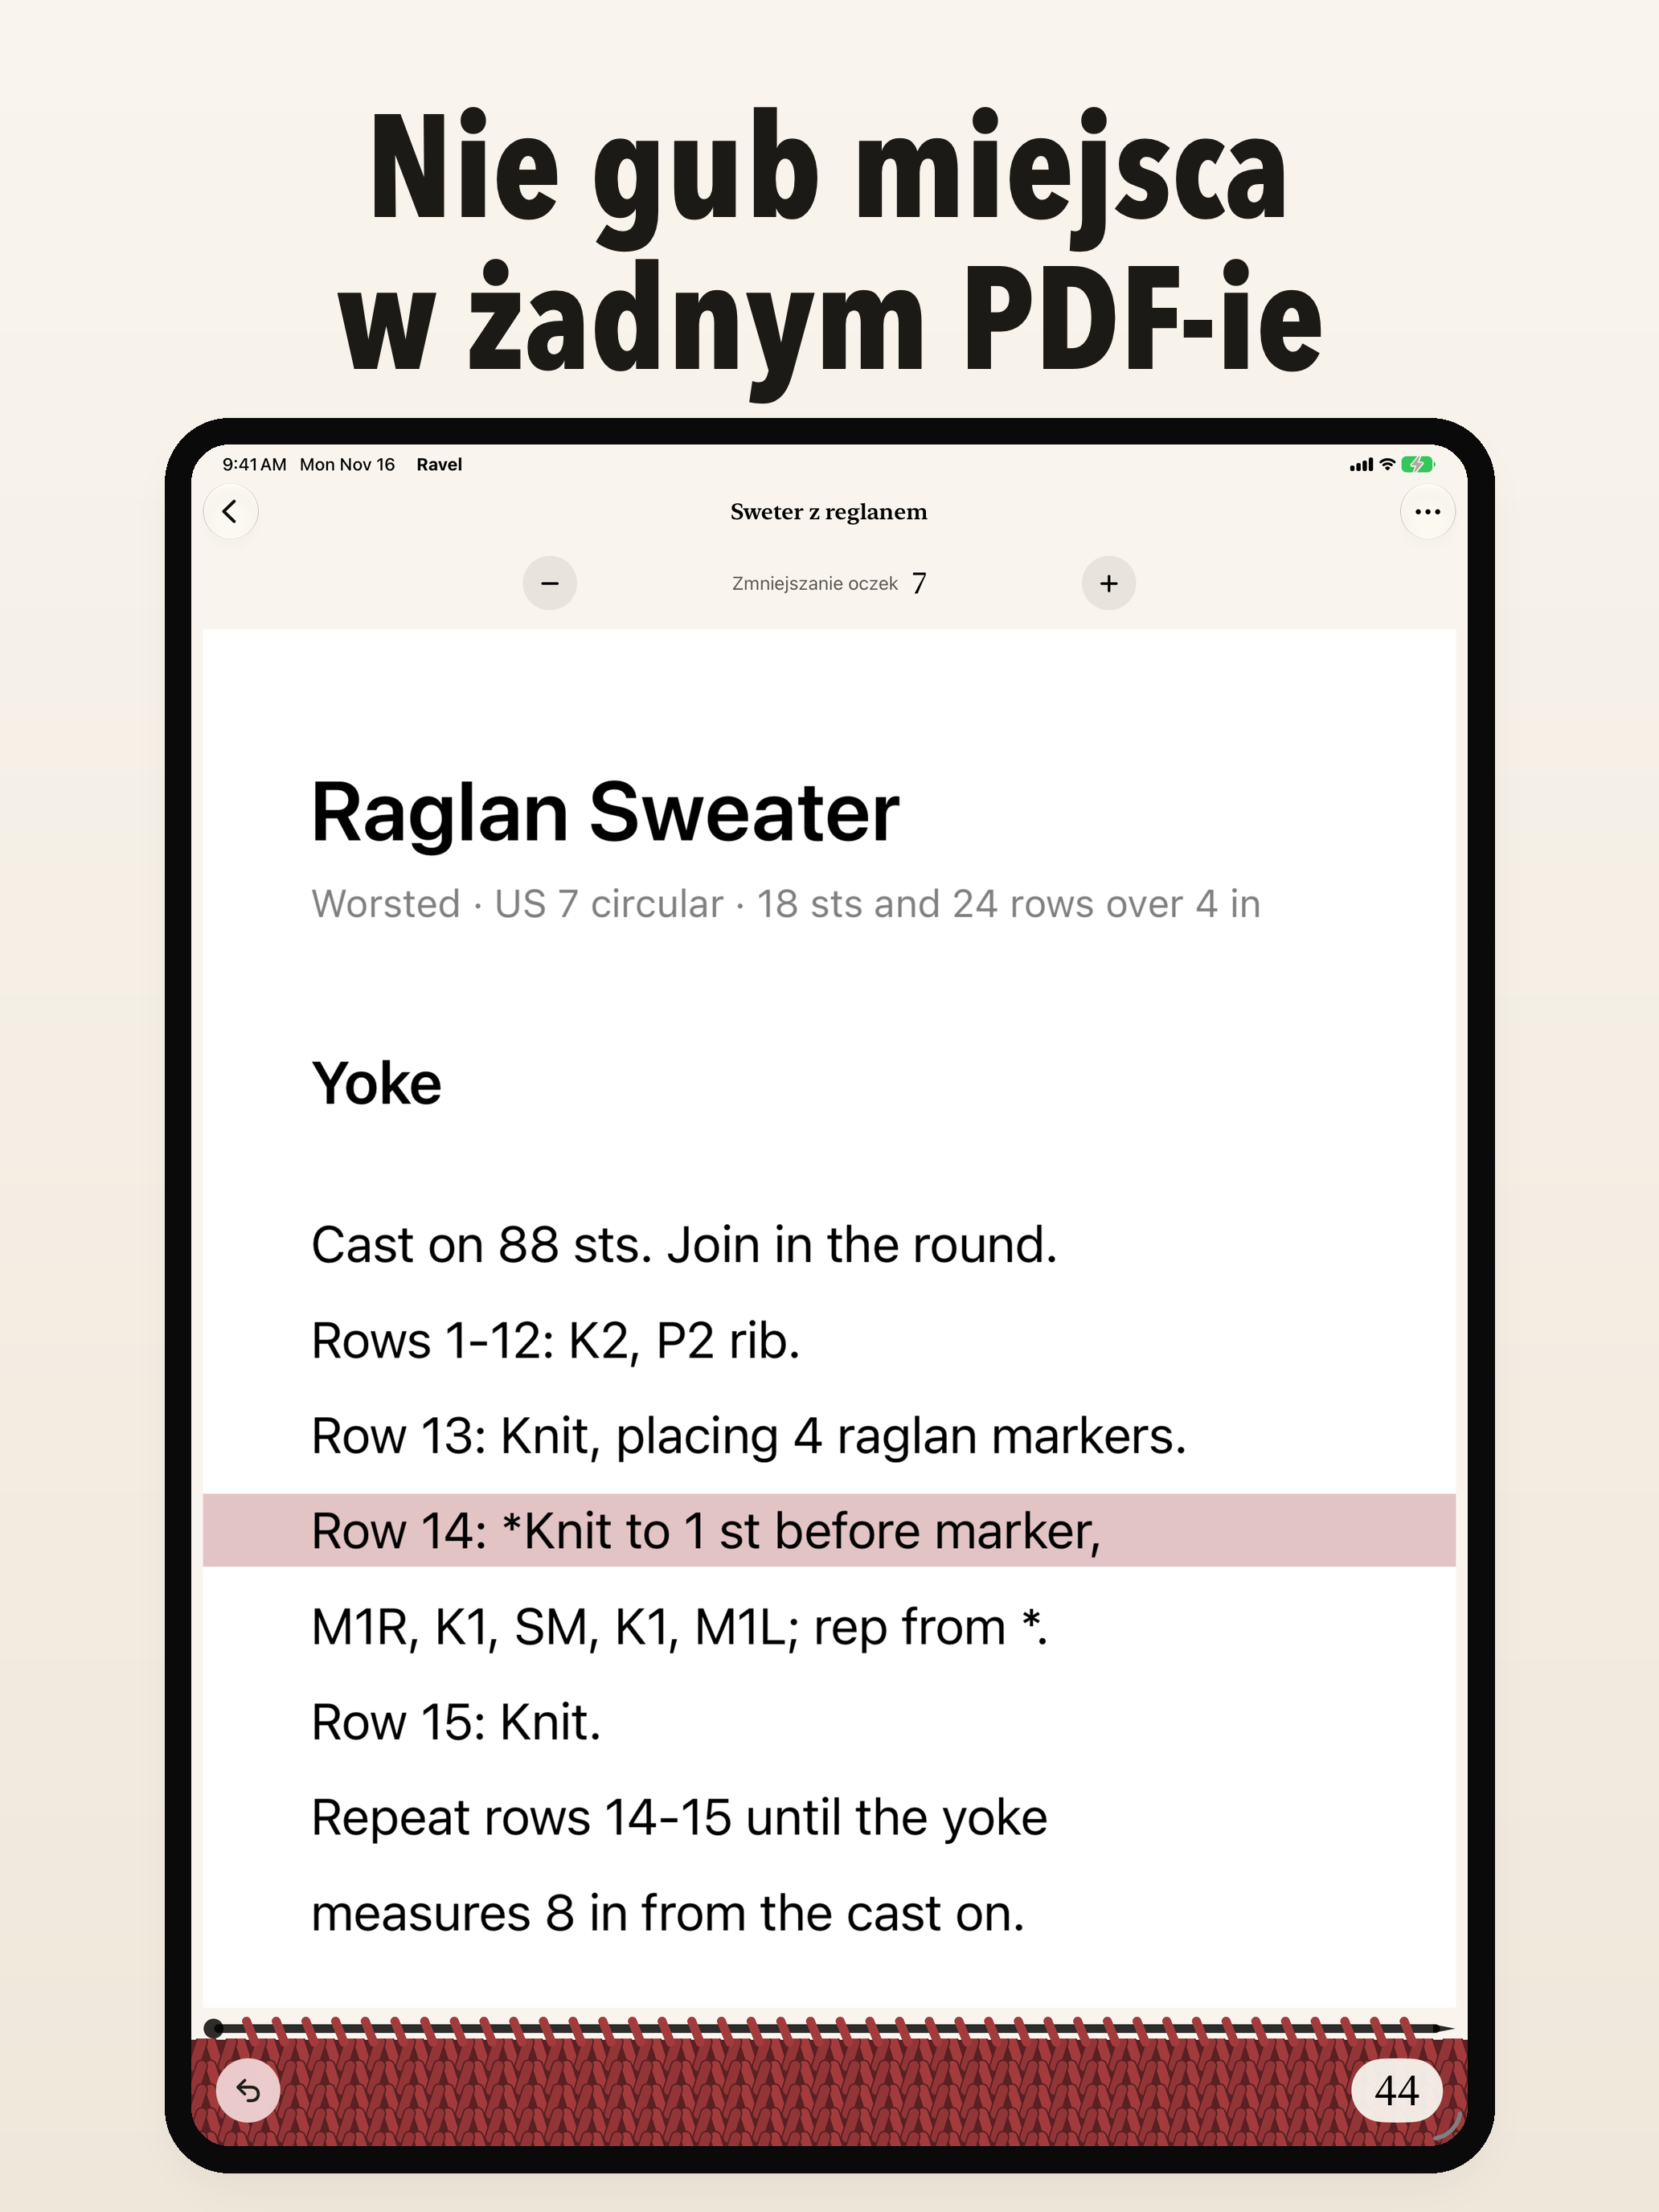 Nie gub miejsca
w żadnym PDF-ie
9:41 AM Mon Nov 16 Ravel
Sweter z reglanem
− Zmniejszanie oczek 7 +
Raglan Sweater
Worsted · US 7 circular · 18 sts and 24 rows over 4 in
Yoke
Cast on 88 sts. Join in the round.
Rows 1-12: K2, P2 rib.
Row 13: Knit, placing 4 raglan markers.
Row 14: *Knit to 1 st before marker,
M1R, K1, SM, K1, M1L; rep from *.
Row 15: Knit.
Repeat rows 14-15 until the yoke
measures 8 in from the cast on.
44